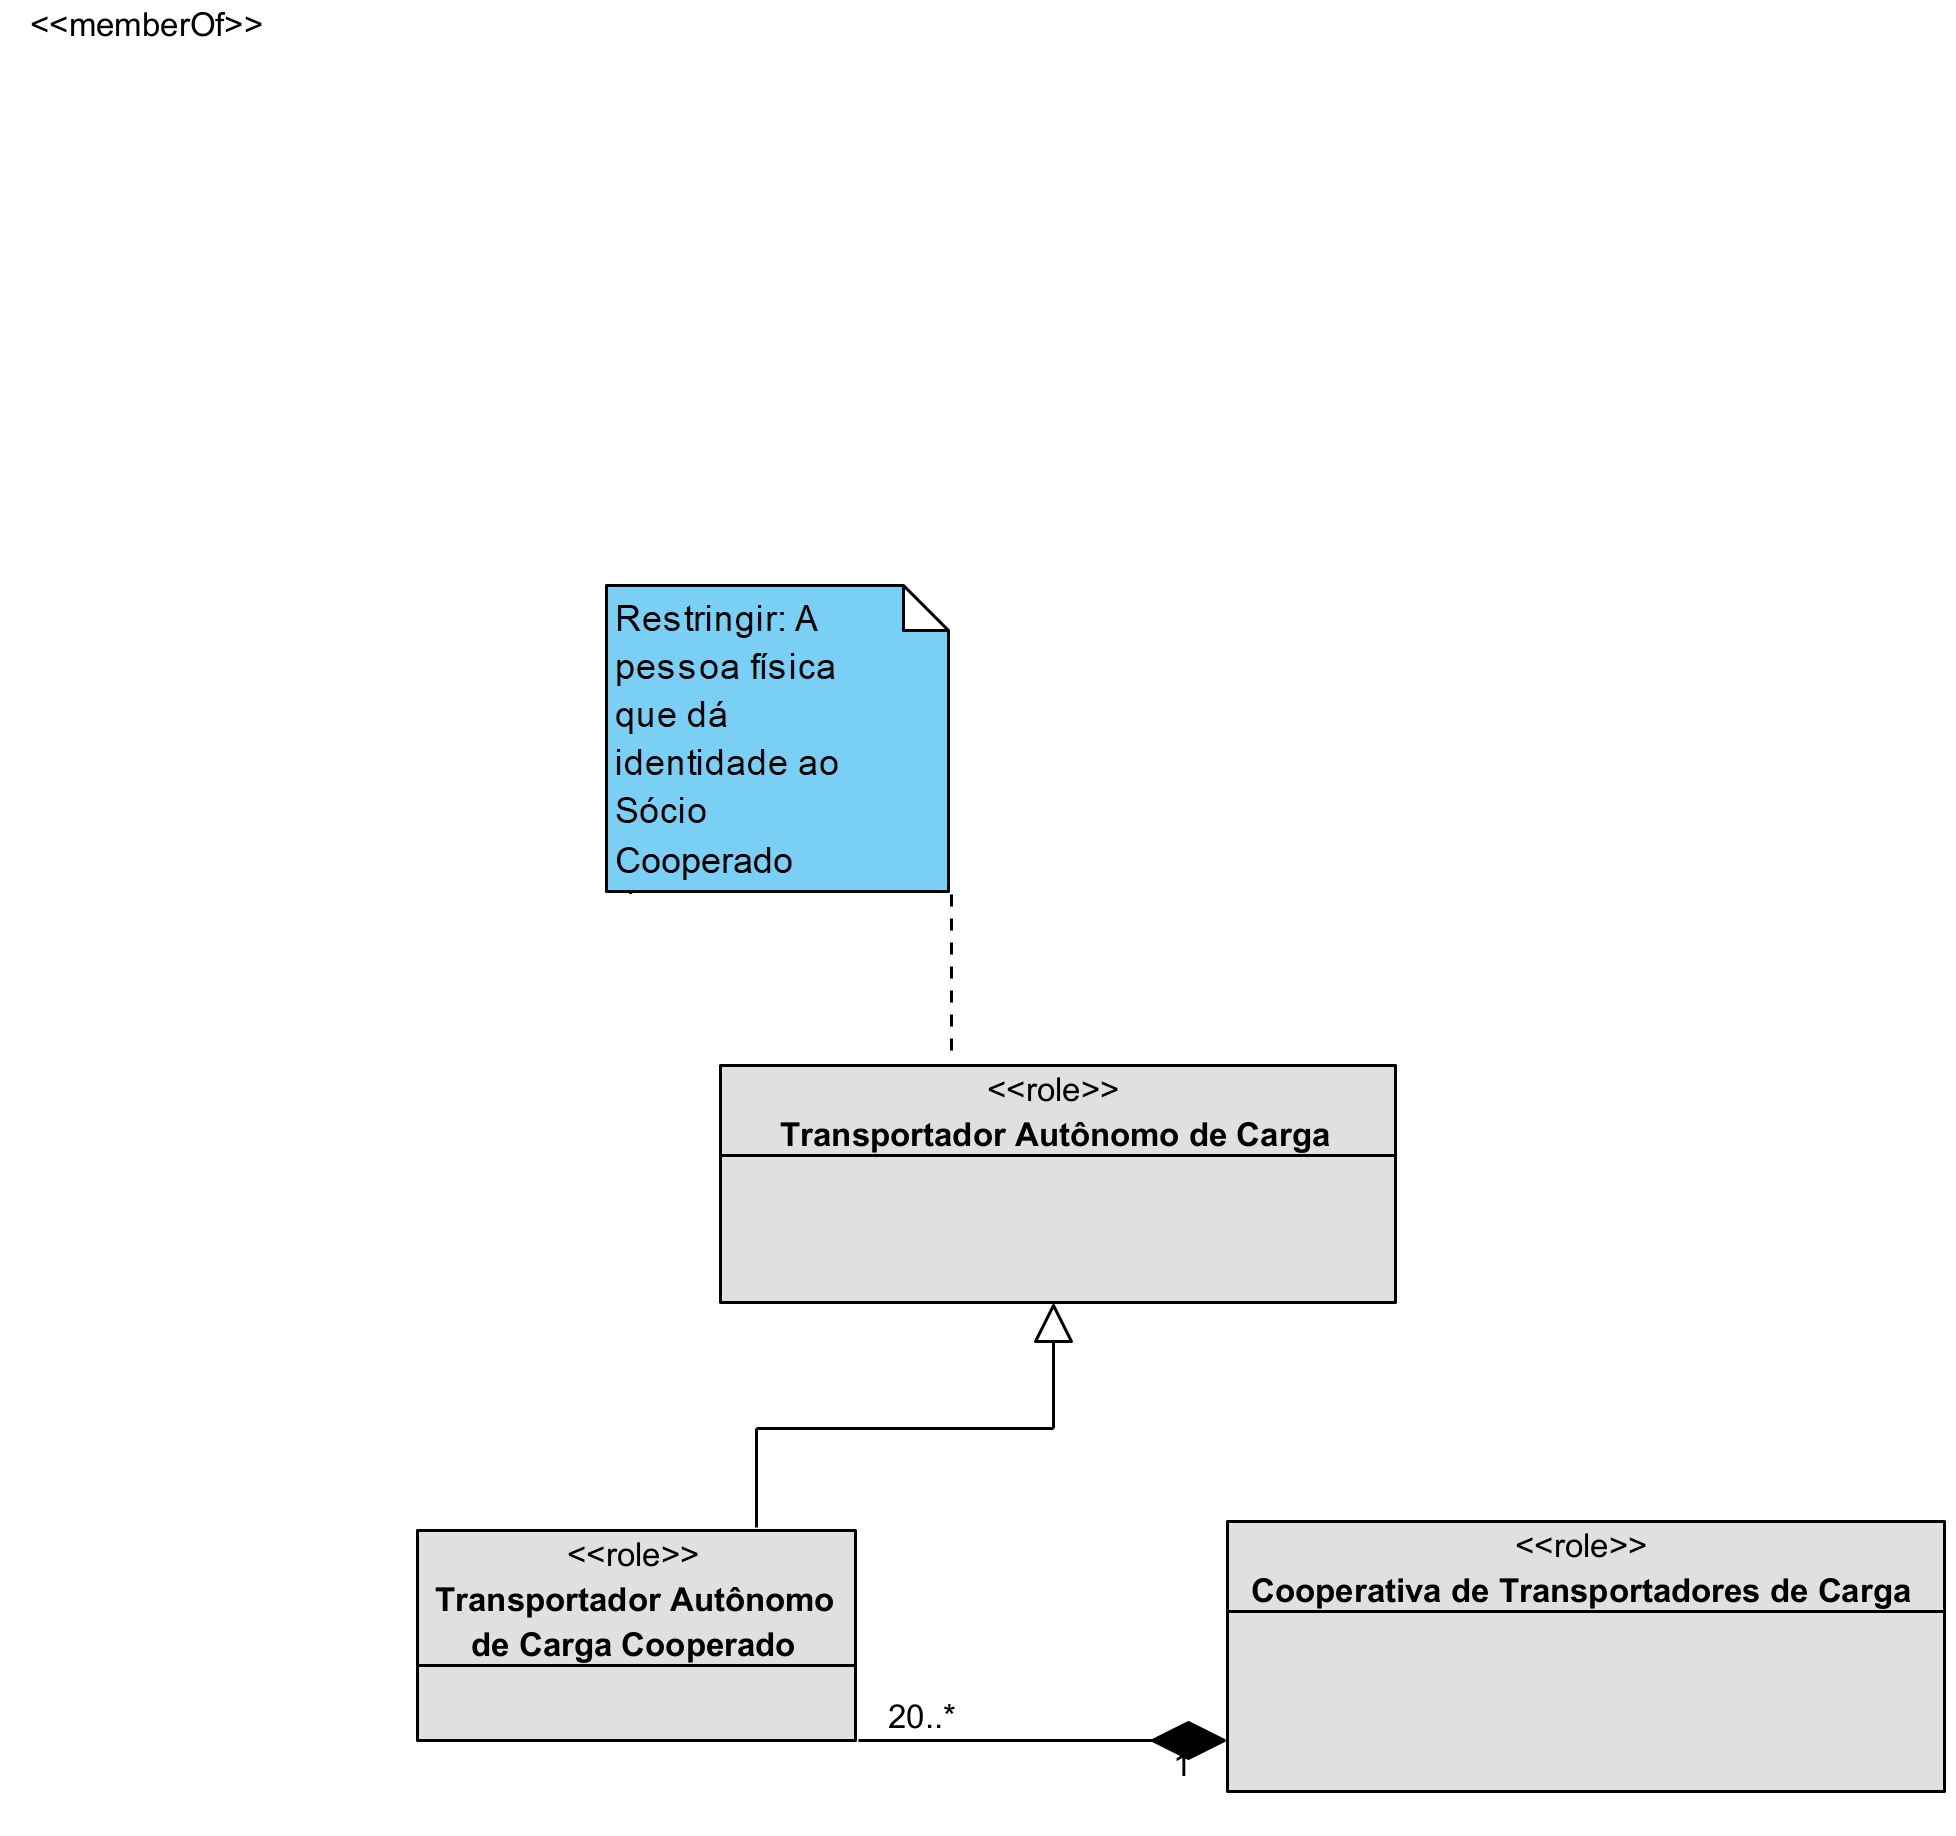 <<memberOf>>
Restringir: A
pessoa física
que dá
identidade ao
Sócio
Cooperado
<<role>>
Transportador Autônomo de Carga
<<role>>
Transportador Autônomo
de Carga Cooperado
<<role>>
Cooperativa de Transportadores de Carga
20..*
1